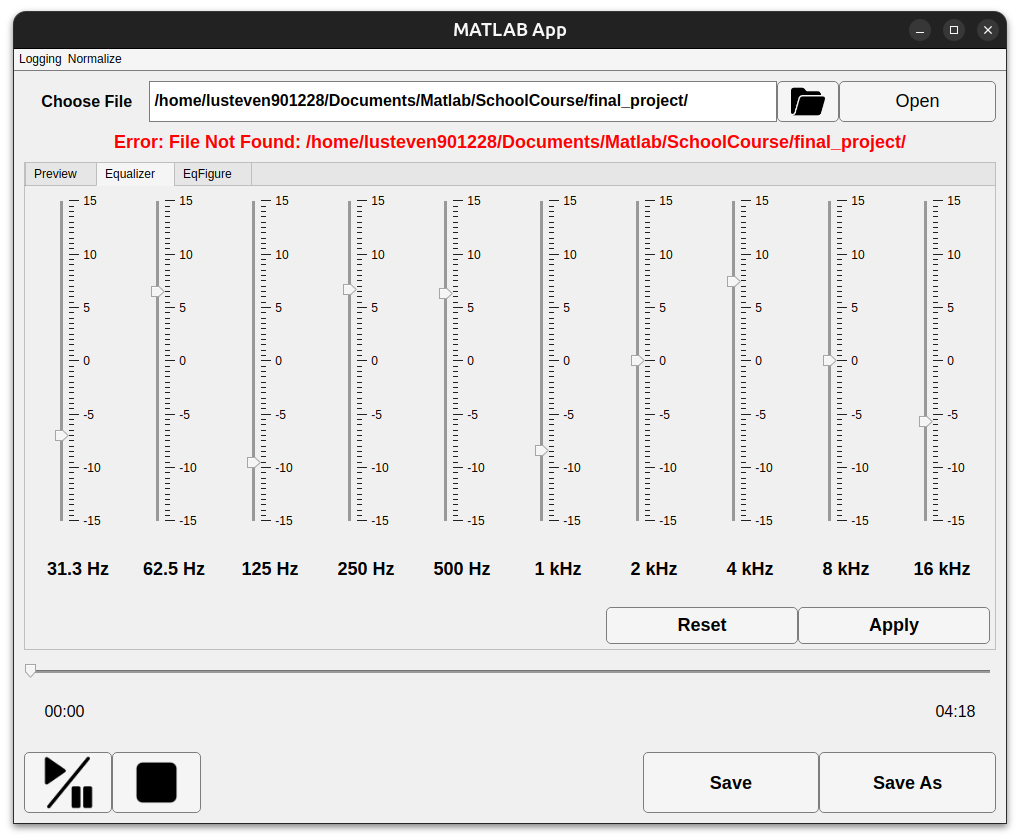 MATLAB App
Logging Normalize
Choose File /home/lusteven901228/Documents/Matlab/SchoolCourse/final_project/ Open
Error: File Not Found: /home/lusteven901228/Documents/Matlab/SchoolCourse/final_project/
Preview Equalizer EqFigure
15 15 15 15 15 15 15 15 15 15
10 10 10 10 10 10 10 10 10 10
5 5 5 5 5 5 5 5 5 5
0 0 0 0 0 0 0 0 0 0
-5 -5 -5 -5 -5 -5 -5 -5 -5 -5
-10 -10 -10 -10 -10 -10 -10 -10 -10 -10
-15 -15 -15 -15 -15 -15 -15 -15 -15 -15
31.3 Hz 62.5 Hz 125 Hz 250 Hz 500 Hz 1 kHz 2 kHz 4 kHz 8 kHz 16 kHz
Reset Apply
00:00 04:18
Save Save As